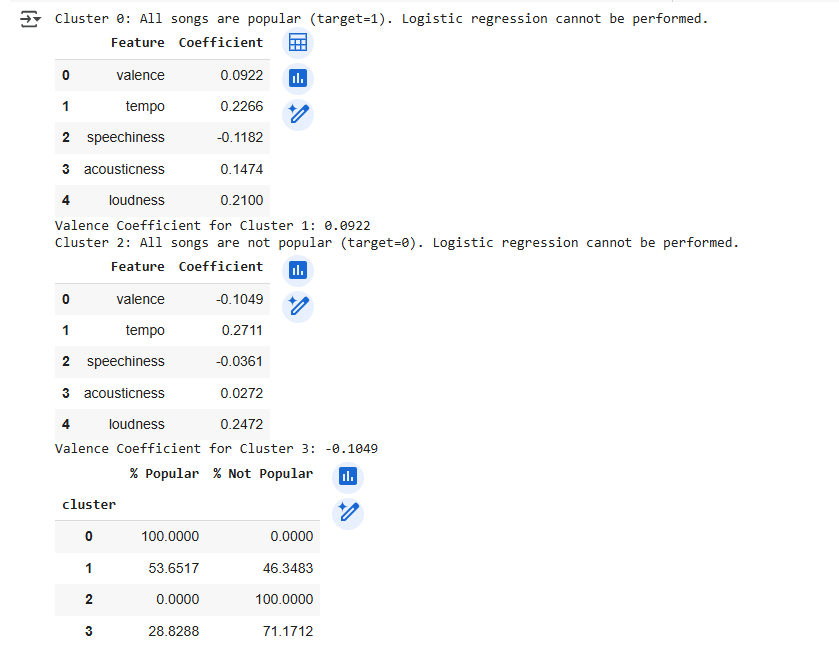 Cluster 0: All songs are popular (target=1). Logistic regression cannot be performed.
Feature Coefficient
0 valence 0.0922
1 tempo 0.2266
2 speechiness -0.1182
3 acousticness 0.1474
4 loudness 0.2100
Valence Coefficient for Cluster 1: 0.0922
Cluster 2: All songs are not popular (target=0). Logistic regression cannot be performed.
Feature Coefficient
0 valence -0.1049
1 tempo 0.2711
2 speechiness -0.0361
3 acousticness 0.0272
4 loudness 0.2472
Valence Coefficient for Cluster 3: -0.1049
% Popular % Not Popular
cluster
0 100.0000 0.0000
1 53.6517 46.3483
2 0.0000 100.0000
3 28.8288 71.1712